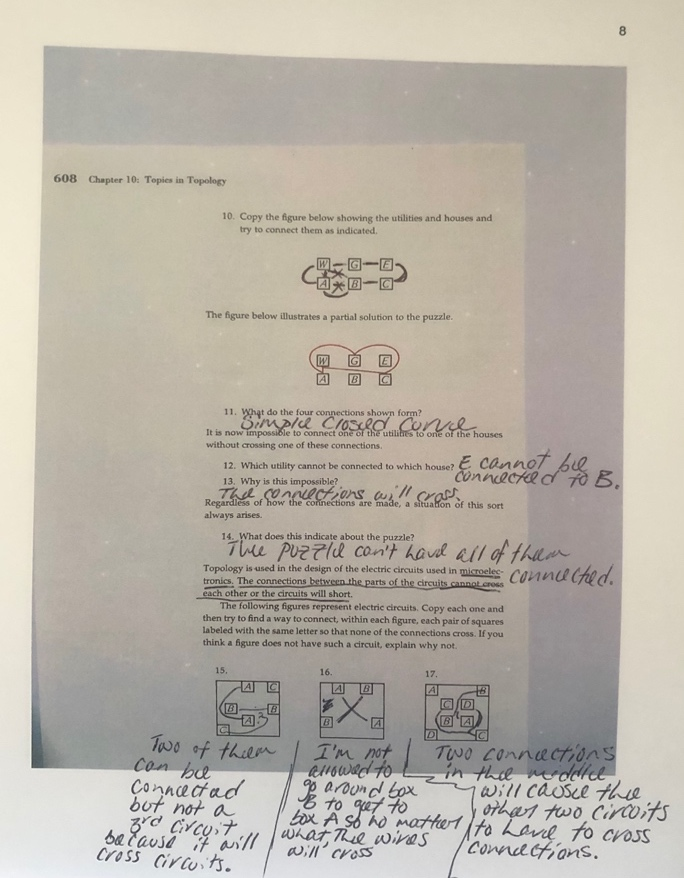 8
608 Chapter 10: Topics in Topology
10. Copy the figure below showing the utilities and houses and
try to connect them as indicated.
W G E
A B C
The figure below illustrates a partial solution to the puzzle.
W G E
A B C
11. What do the four connections shown form?
Simple Closed Curve
It is now impossible to connect one of the utilities to one of the houses
without crossing one of these connections.
12. Which utility cannot be connected to which house? E cannot be
connected to B.
13. Why is this impossible?
The connections will cross.
Regardless of how the connections are made, a situation of this sort
always arises.
14. What does this indicate about the puzzle?
The puzzle can't have all of them
connected.
Topology is used in the design of the electric circuits used in microelec-
tronics. The connections between the parts of the circuits cannot cross
each other or the circuits will short.
The following figures represent electric circuits. Copy each one and
then try to find a way to connect, within each figure, each pair of squares
labeled with the same letter so that none of the connections cross. If you
think a figure does not have such a circuit, explain why not.
15. 16. 17.
A C
B B
A
C
A B
B A
A B
C D
B A
D C
Two of them
can be
connected
but not a
3rd circuit
because it will
cross circuits.
I'm not
allowed to
go around box
B to get to
box A so no matter
what, the wires
will cross
Two connections
in the middle
will cause the
other two circuits
to have to cross
connections.